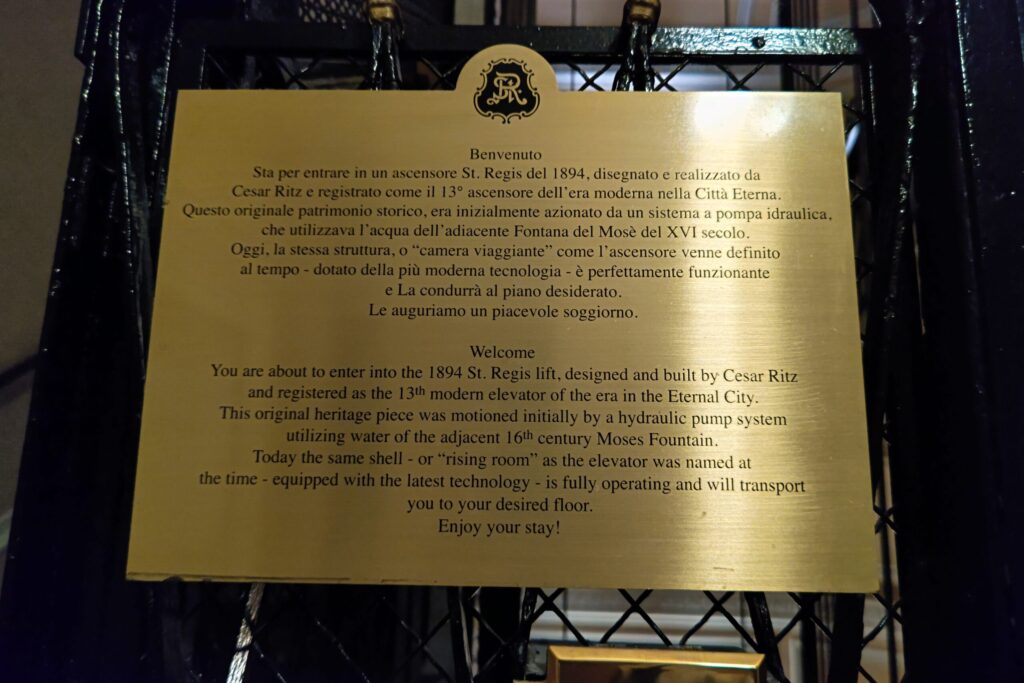 SR
Benvenuto
Sta per entrare in un ascensore St. Regis del 1894, disegnato e realizzato da
Cesar Ritz e registrato come il 13° ascensore dell'era moderna nella Città Eterna.
Questo originale patrimonio storico, era inizialmente azionato da un sistema a pompa idraulica,
che utilizzava l'acqua dell'adiacente Fontana del Mosè del XVI secolo.
Oggi, la stessa struttura, o "camera viaggiante" come l'ascensore venne definito
al tempo - dotato della più moderna tecnologia - è perfettamente funzionante
e La condurrà al piano desiderato.
Le auguriamo un piacevole soggiorno.
Welcome
You are about to enter into the 1894 St. Regis lift, designed and built by Cesar Ritz
and registered as the 13th modern elevator of the era in the Eternal City.
This original heritage piece was motioned initially by a hydraulic pump system
utilizing water of the adjacent 16th century Moses Fountain.
Today the same shell - or "rising room" as the elevator was named at
the time - equipped with the latest technology - is fully operating and will transport
you to your desired floor.
Enjoy your stay!